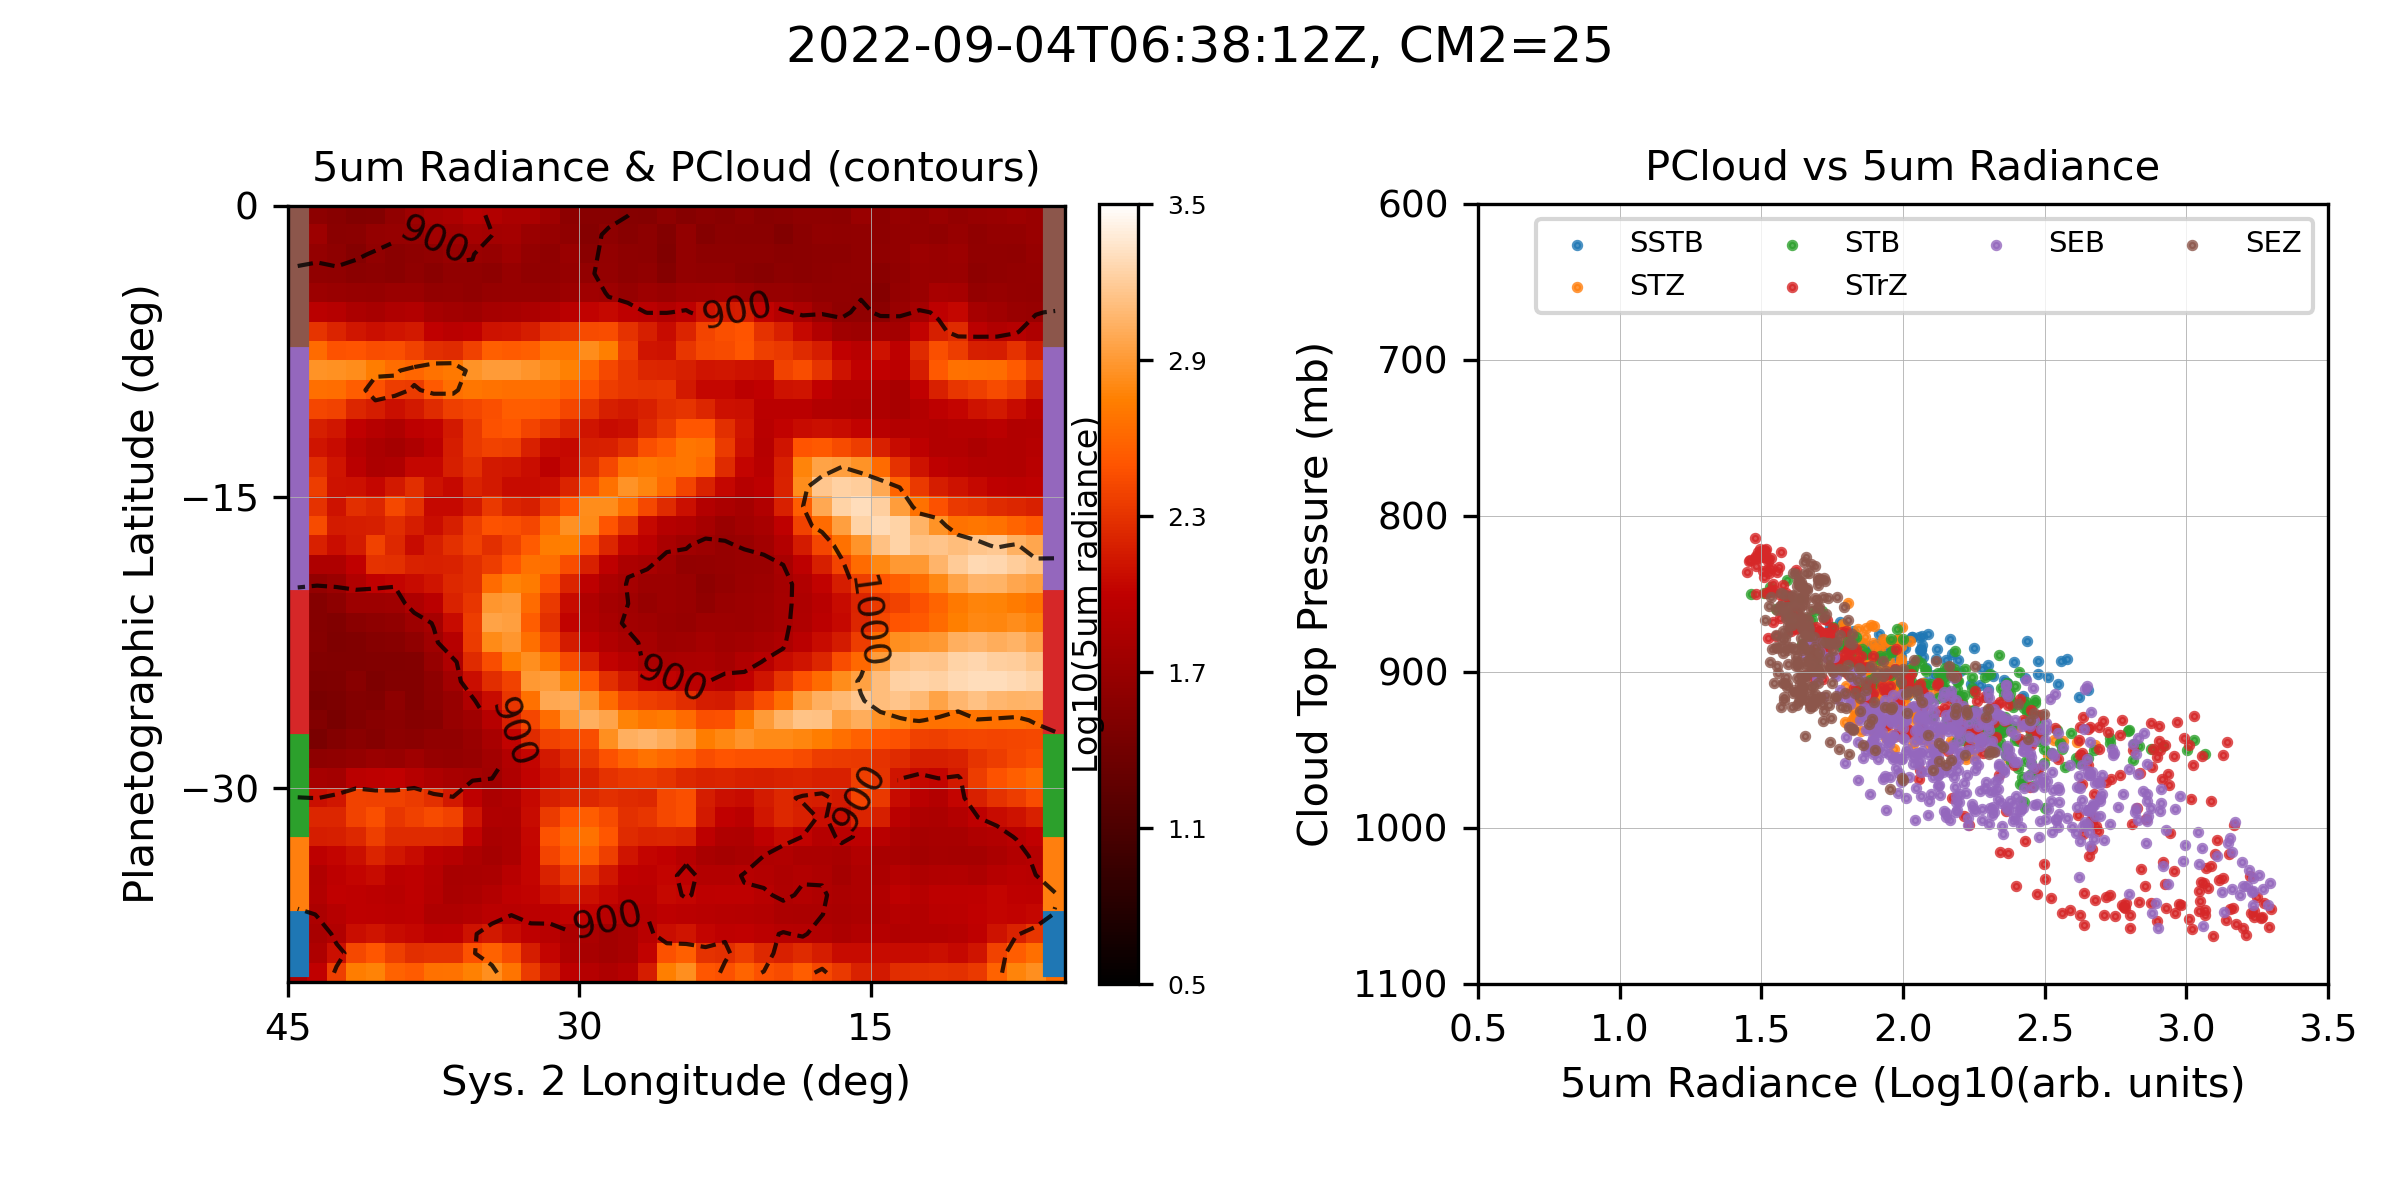 2022-09-04T06:38:12Z, CM2=25
5um Radiance & PCloud (contours)
0
−15
−30
Planetographic Latitude (deg)
900
900
1000
900
900
900
900
45
30
15
Sys. 2 Longitude (deg)
3.5
2.9
2.3
1.7
1.1
0.5
Log10(5um radiance)
PCloud vs 5um Radiance
SSTB
STB
SEB
SEZ
STZ
STrZ
600
700
800
900
1000
1100
Cloud Top Pressure (mb)
0.5
1.0
1.5
2.0
2.5
3.0
3.5
5um Radiance (Log10(arb. units)